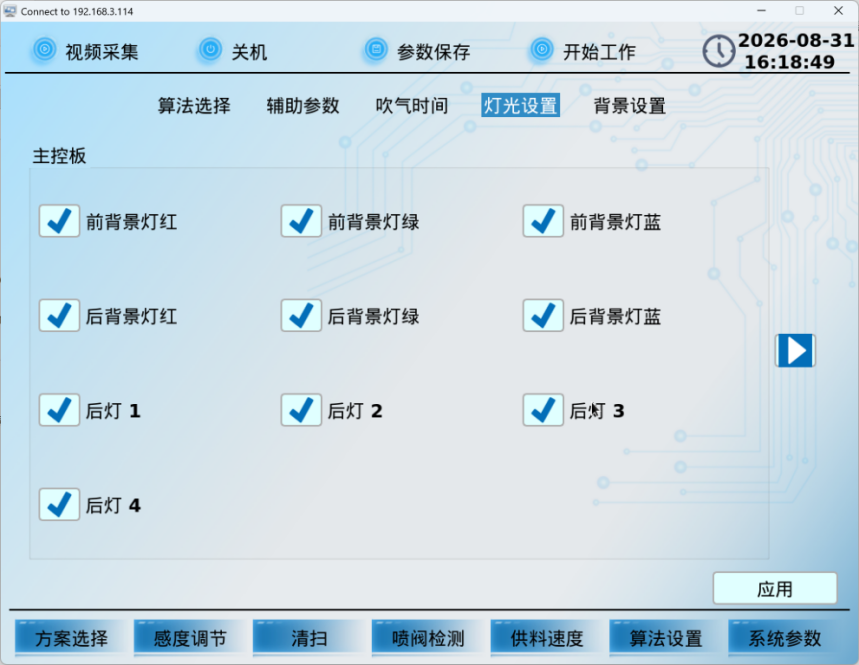 Connect to 192.168.3.114
视频采集 关机 参数保存 开始工作 2026-08-31
16:18:49
算法选择 辅助参数 吹气时间 灯光设置 背景设置
主控板
前背景灯红 前背景灯绿 前背景灯蓝
后背景灯红 后背景灯绿 后背景灯蓝
后灯 1 后灯 2 后灯 3
后灯 4
应用
方案选择 感度调节 清扫 喷阀检测 供料速度 算法设置 系统参数